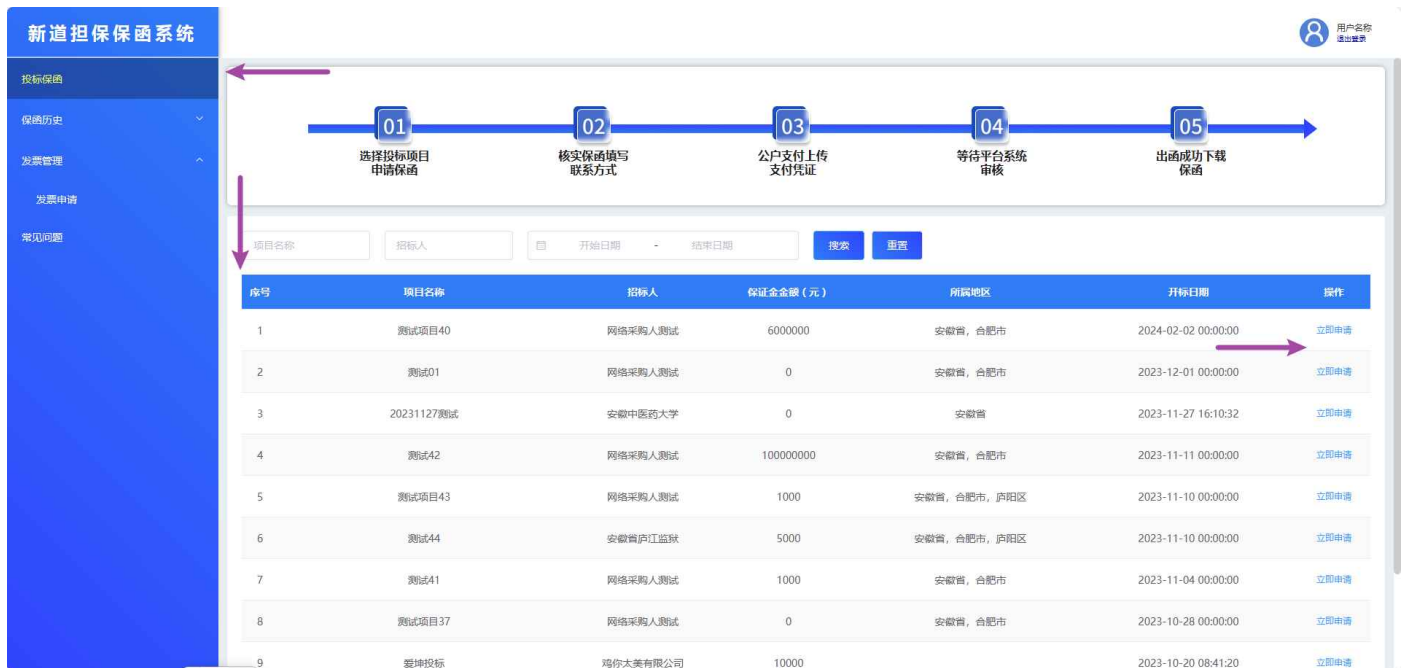 新道担保保函系统
用户名称
退出登录
投标保函
保函历史
发票管理
发票申请
常见问题
01 02 03 04 05
选择投标项目 核实保函填写 公户支付上传 等待平台系统 出函成功下载
申请保函 联系方式 支付凭证 审核 保函
项目名称 招标人 开始日期 - 结束日期 搜索 重置
序号 项目名称 招标人 保证金金额（元） 所属地区 开标日期 操作
1 测试项目40 网络采购人测试 6000000 安徽省，合肥市 2024-02-02 00:00:00 立即申请
2 测试01 网络采购人测试 0 安徽省，合肥市 2023-12-01 00:00:00 立即申请
3 20231127测试 安徽中医药大学 0 安徽省 2023-11-27 16:10:32 立即申请
4 测试42 网络采购人测试 100000000 安徽省，合肥市 2023-11-11 00:00:00 立即申请
5 测试项目43 网络采购人测试 1000 安徽省，合肥市，庐阳区 2023-11-10 00:00:00 立即申请
6 测试44 安徽省庐江监狱 5000 安徽省，合肥市，庐阳区 2023-11-10 00:00:00 立即申请
7 测试41 网络采购人测试 1000 安徽省，合肥市 2023-11-04 00:00:00 立即申请
8 测试项目37 网络采购人测试 0 安徽省，合肥市 2023-10-28 00:00:00 立即申请
9 爱坤投标 鸡你太美有限公司 10000 2023-10-20 08:41:20 立即申请